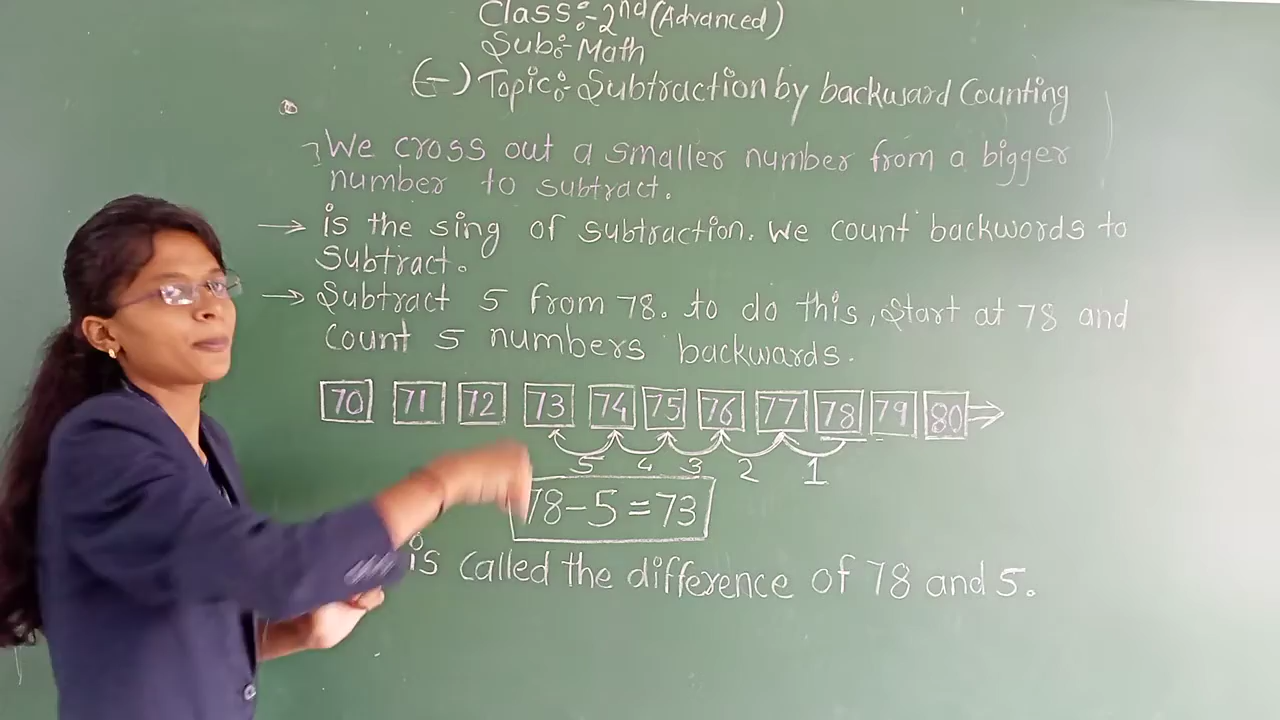 Class:-2nd (Advanced)
Sub:- Math
(-) Topic:- Subtraction by backward Counting
We cross out a smaller number from a bigger
number to subtract.
→ is the sing of subtraction. We count backwords to
Subtract.
→ Subtract 5 from 78. to do this, start at 78 and
Count 5 numbers backwards.
70 71 72 73 74 75 76 77 78 79 80
5 4 3 2 1
78-5=73
is called the difference of 78 and 5.